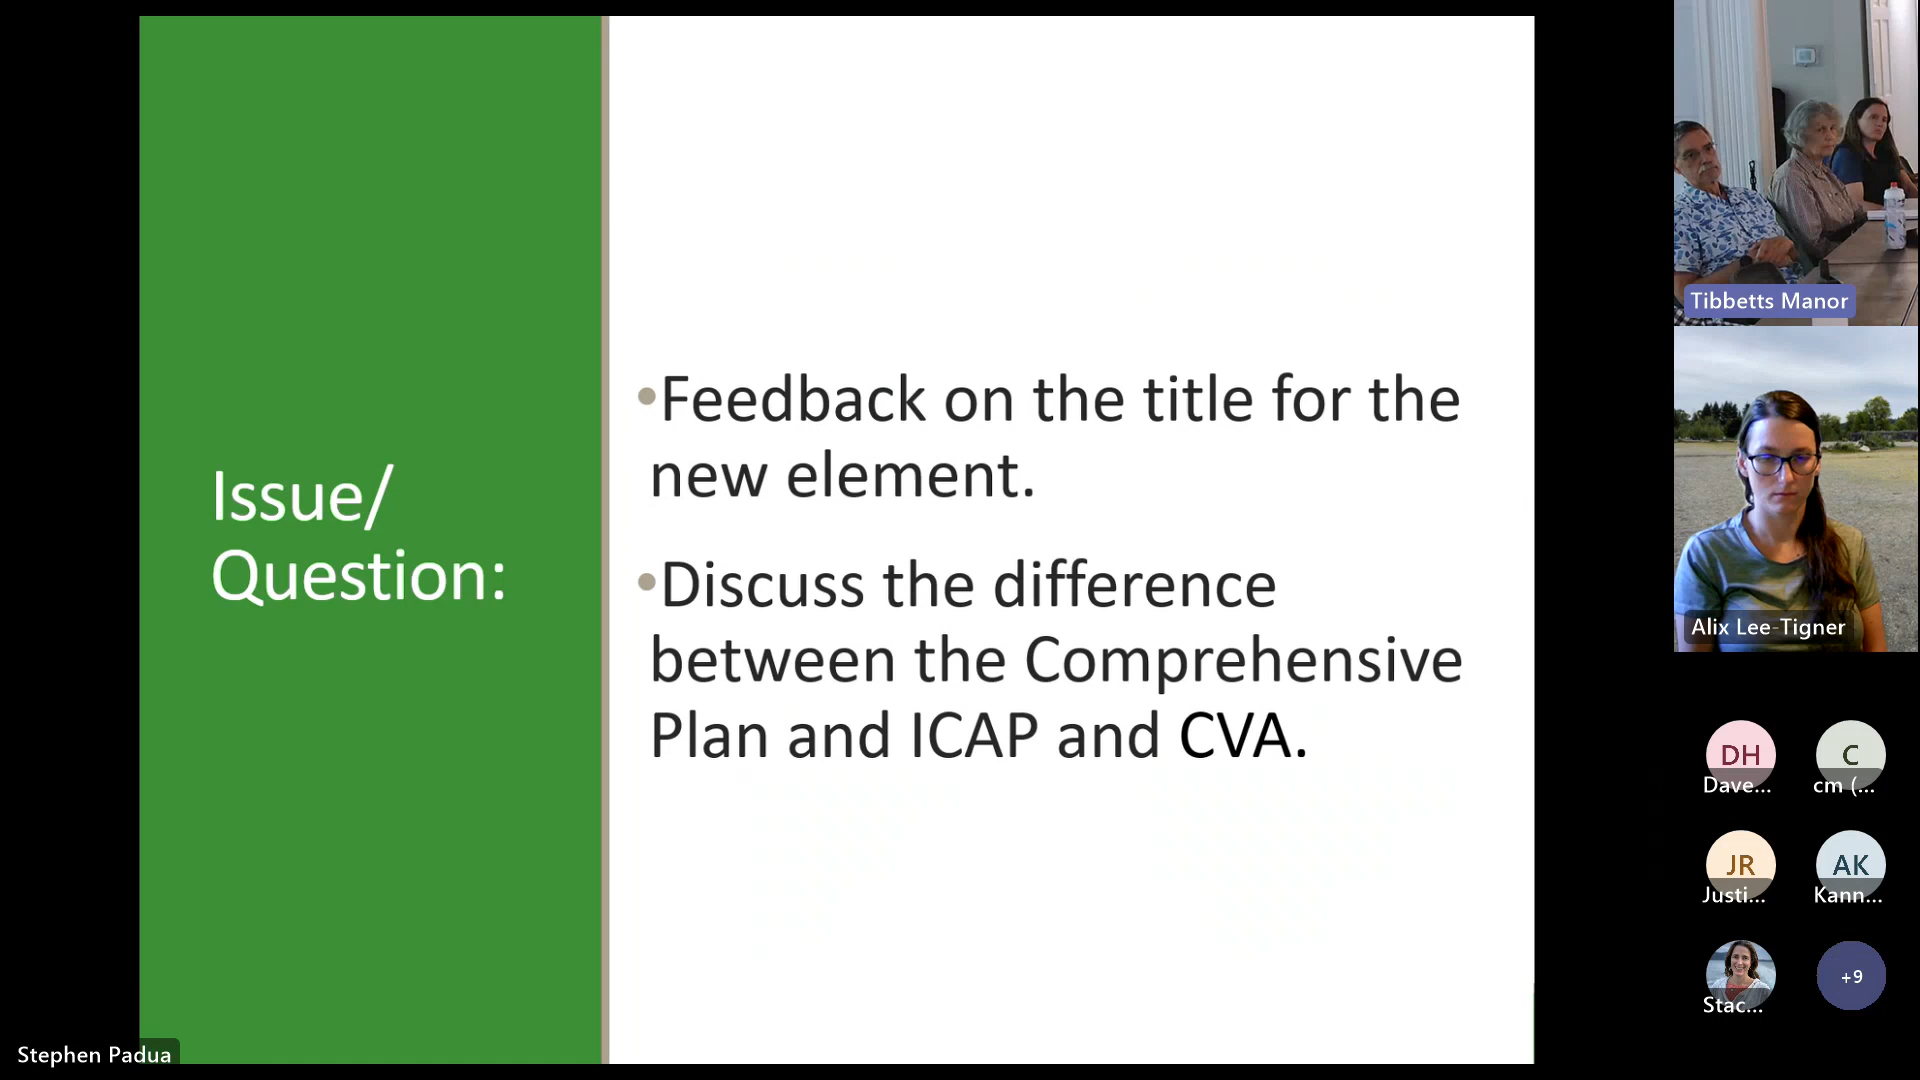 Issue/
Question:
•Feedback on the title for the
new element.
•Discuss the difference
between the Comprehensive
Plan and ICAP and CVA.
Stephen Padua
Tibbetts Manor
Alix Lee-Tigner
DH
Dave...
C
cm (...
JR
Justi...
AK
Kann...
Stac...
+9